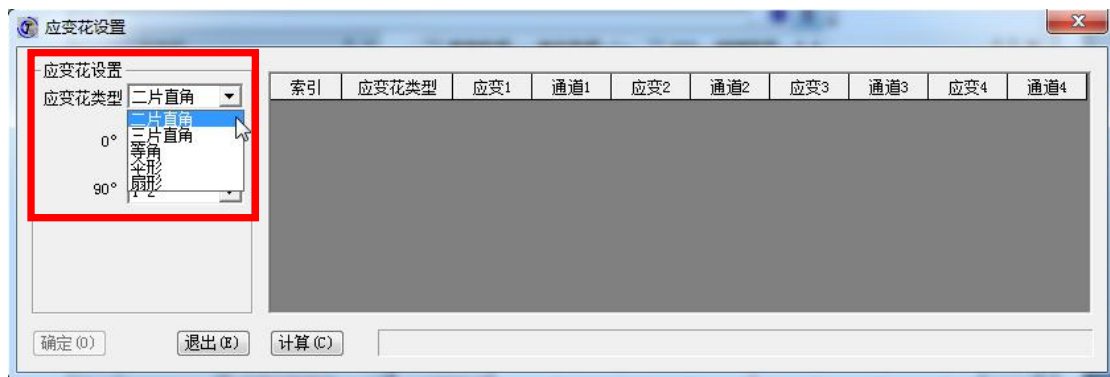 应变花设置
应变花设置
应变花类型 二片直角
二片直角
三片直角
等角
伞形
扇形
0°
90° 1-2
索引 应变花类型 应变1 通道1 应变2 通道2 应变3 通道3 应变4 通道4
确定(O) 退出(E) 计算(C)